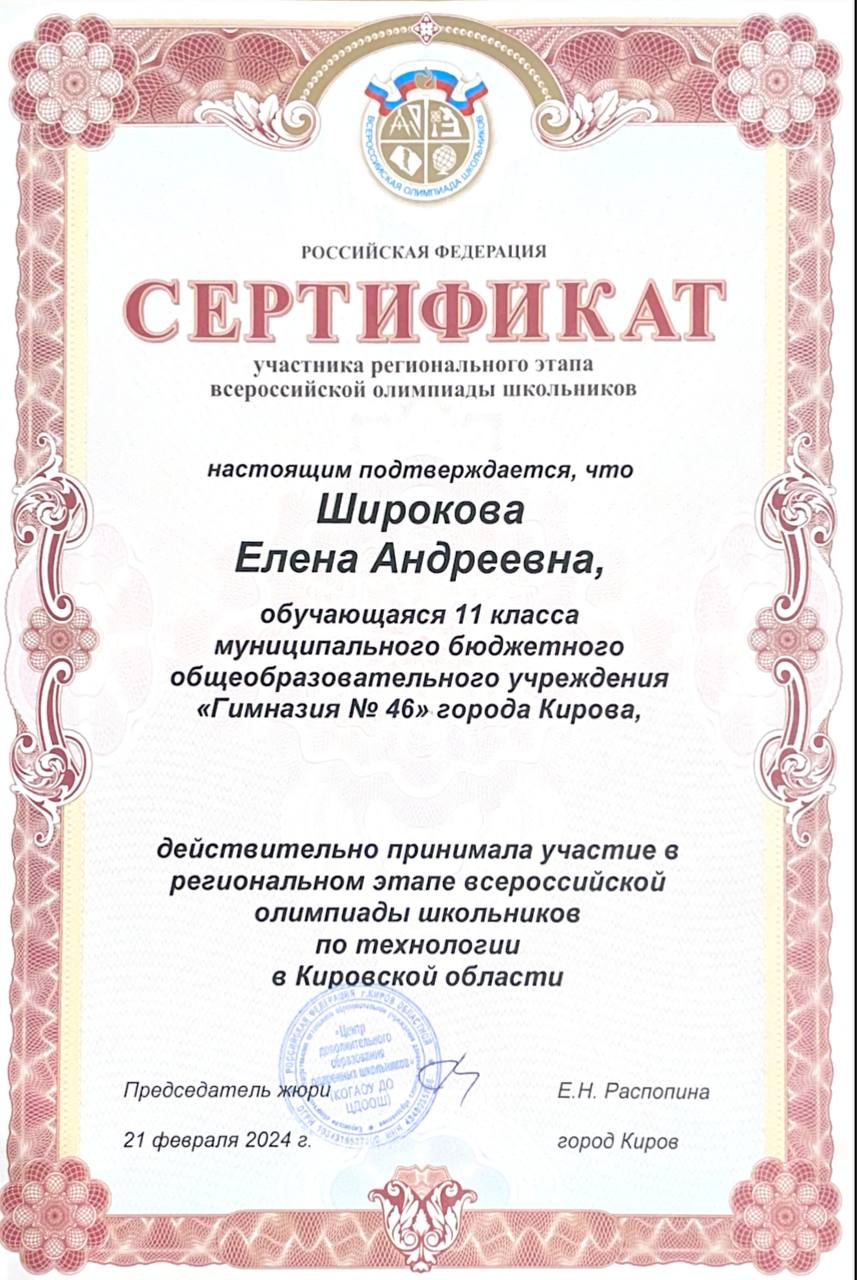 ВСЕРОССИЙСКАЯ ОЛИМПИАДА ШКОЛЬНИКОВ
РОССИЙСКАЯ ФЕДЕРАЦИЯ
СЕРТИФИКАТ
участника регионального этапа
всероссийской олимпиады школьников
настоящим подтверждается, что
Широкова
Елена Андреевна,
обучающаяся 11 класса
муниципального бюджетного
общеобразовательного учреждения
«Гимназия № 46» города Кирова,
действительно принимала участие в
региональном этапе всероссийской
олимпиады школьников
по технологии
в Кировской области
РОССИЙСКАЯ ФЕДЕРАЦИЯ г.КИРОВ ОБЛАСТНОЙ
«Центр
дополнительного
образования
одаренных школьников»
(КОГАОУ ДО
ЦДООШ)
Председатель жюри
Е.Н. Распопина
21 февраля 2024 г.
город Киров